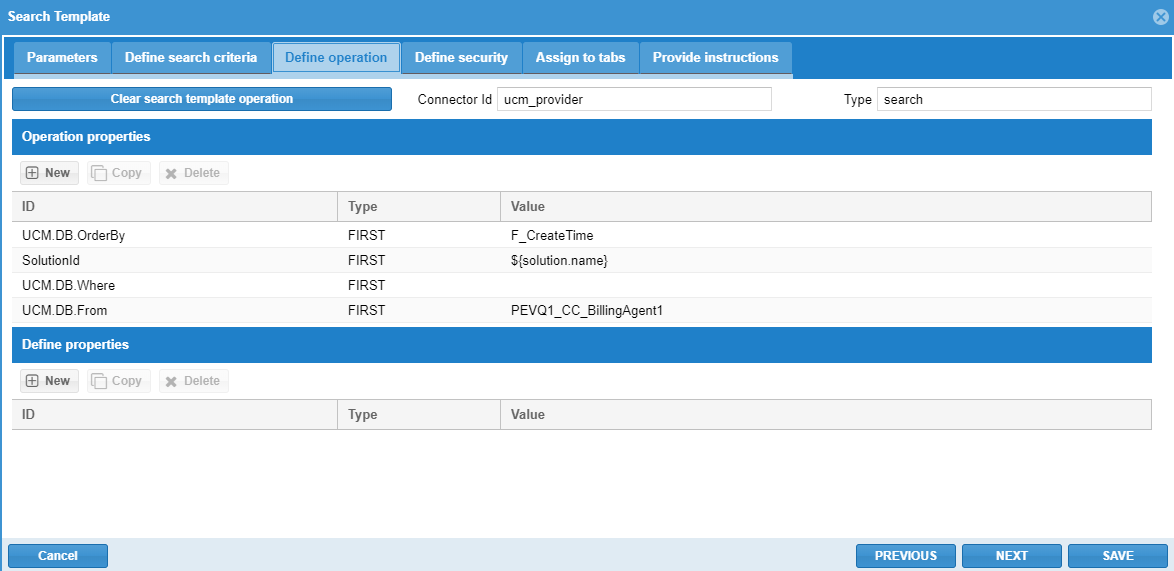 Search Template
Parameters Define search criteria Define operation Define security Assign to tabs Provide instructions
Clear search template operation Connector Id ucm_provider Type search
Operation properties
New Copy Delete
ID Type Value
UCM.DB.OrderBy FIRST F_CreateTime
SolutionId FIRST ${solution.name}
UCM.DB.Where FIRST
UCM.DB.From FIRST PEVQ1_CC_BillingAgent1
Define properties
New Copy Delete
ID Type Value
Cancel PREVIOUS NEXT SAVE